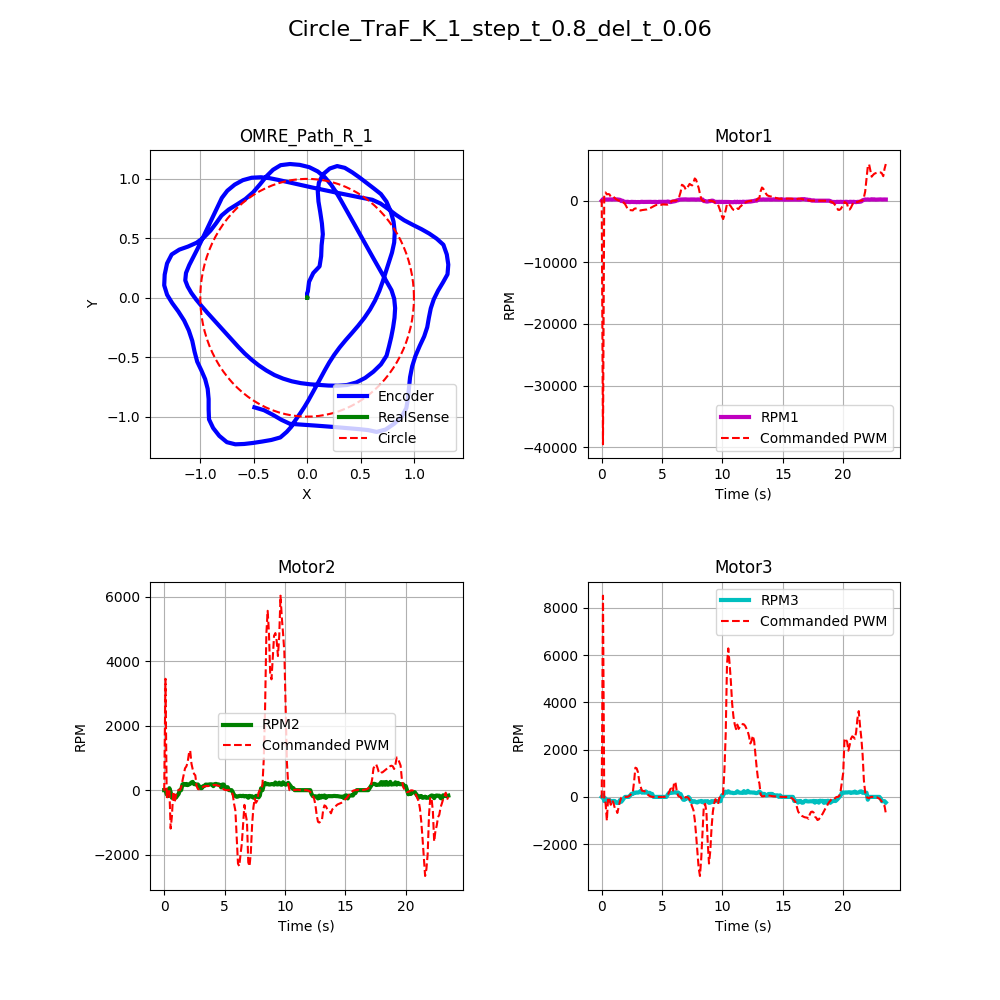 Circle_TraF_K_1_step_t_0.8_del_t_0.06
OMRE_Path_R_1
Y
1.0
0.5
0.0
−0.5
−1.0
Encoder
RealSense
Circle
−1.0 −0.5 0.0 0.5 1.0
X
Motor1
RPM
0
−10000
−20000
−30000
−40000
RPM1
Commanded PWM
0 5 10 15 20
Time (s)
Motor2
RPM
6000
4000
2000
0
−2000
RPM2
Commanded PWM
0 5 10 15 20
Time (s)
Motor3
RPM
8000
6000
4000
2000
0
−2000
RPM3
Commanded PWM
0 5 10 15 20
Time (s)